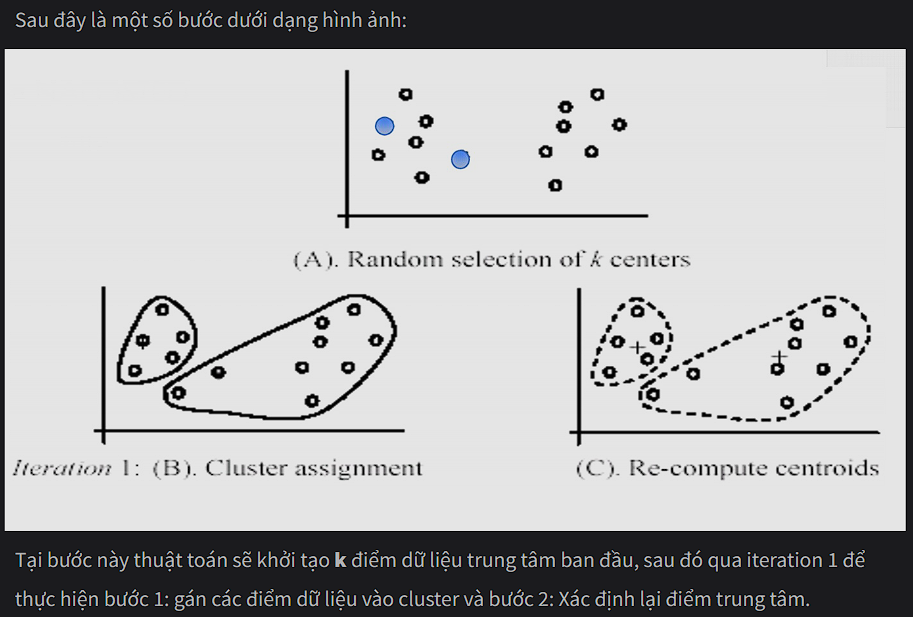 Sau đây là một số bước dưới dạng hình ảnh:
(A). Random selection of k centers
Iteration 1: (B). Cluster assignment
(C). Re-compute centroids
Tại bước này thuật toán sẽ khởi tạo k điểm dữ liệu trung tâm ban đầu, sau đó qua iteration 1 để
thực hiện bước 1: gán các điểm dữ liệu vào cluster và bước 2: Xác định lại điểm trung tâm.